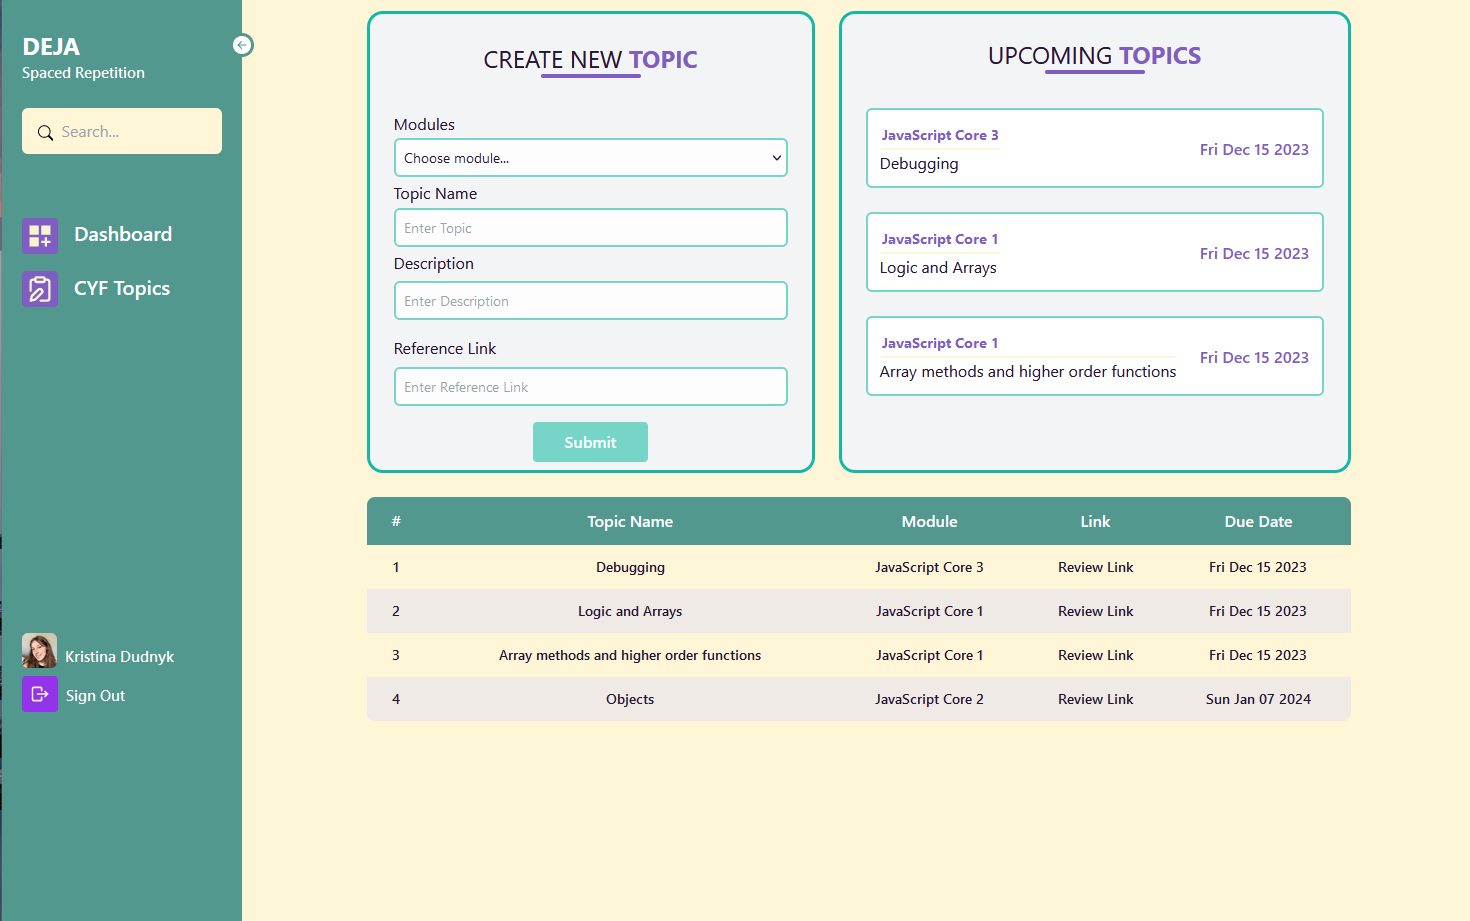 DEJA
Spaced Repetition
Search...
Dashboard
CYF Topics
Kristina Dudnyk
Sign Out
CREATE NEW TOPIC
Modules
Choose module...
Topic Name
Enter Topic
Description
Enter Description
Reference Link
Enter Reference Link
Submit
UPCOMING TOPICS
JavaScript Core 3
Debugging
Fri Dec 15 2023
JavaScript Core 1
Logic and Arrays
Fri Dec 15 2023
JavaScript Core 1
Array methods and higher order functions
Fri Dec 15 2023
# Topic Name Module Link Due Date
1 Debugging JavaScript Core 3 Review Link Fri Dec 15 2023
2 Logic and Arrays JavaScript Core 1 Review Link Fri Dec 15 2023
3 Array methods and higher order functions JavaScript Core 1 Review Link Fri Dec 15 2023
4 Objects JavaScript Core 2 Review Link Sun Jan 07 2024